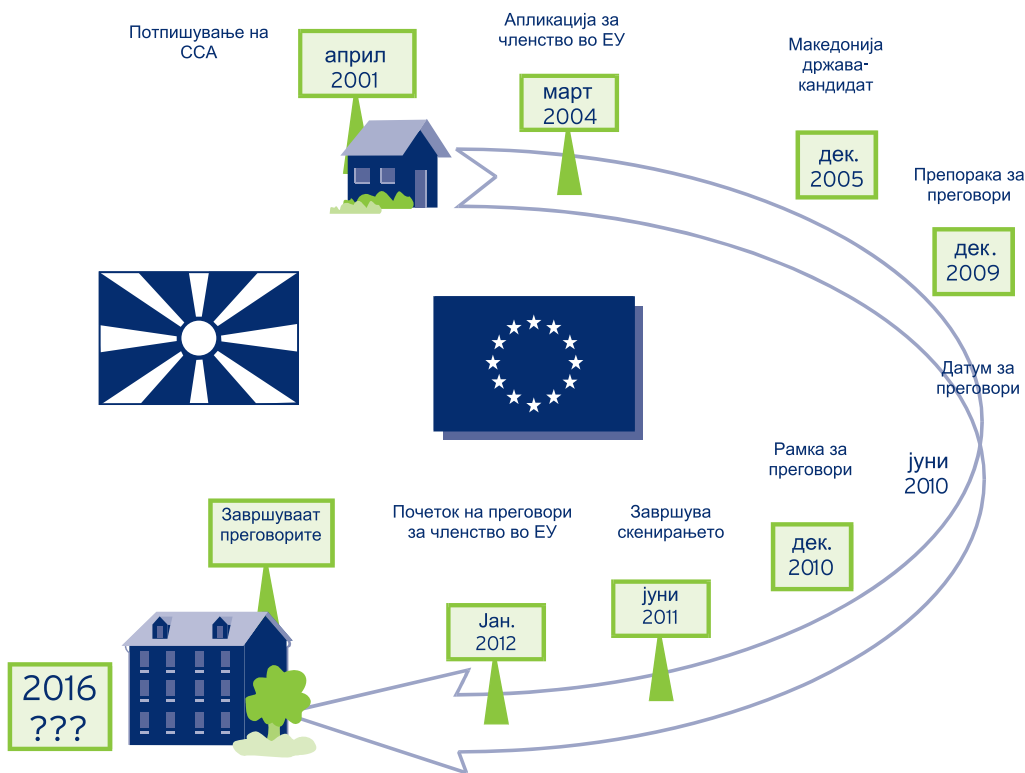 Потпишување на
ССА
април
2001
Апликација за
членство во ЕУ
март
2004
Македонија
држава-
кандидат
дек.
2005
Препорака за
преговори
дек.
2009
Датум за
преговори
јуни
2010
Рамка за
преговори
дек.
2010
Завршува
скенирањето
јуни
2011
Почеток на преговори
за членство во ЕУ
Јан.
2012
Завршуваат
преговорите
2016
???